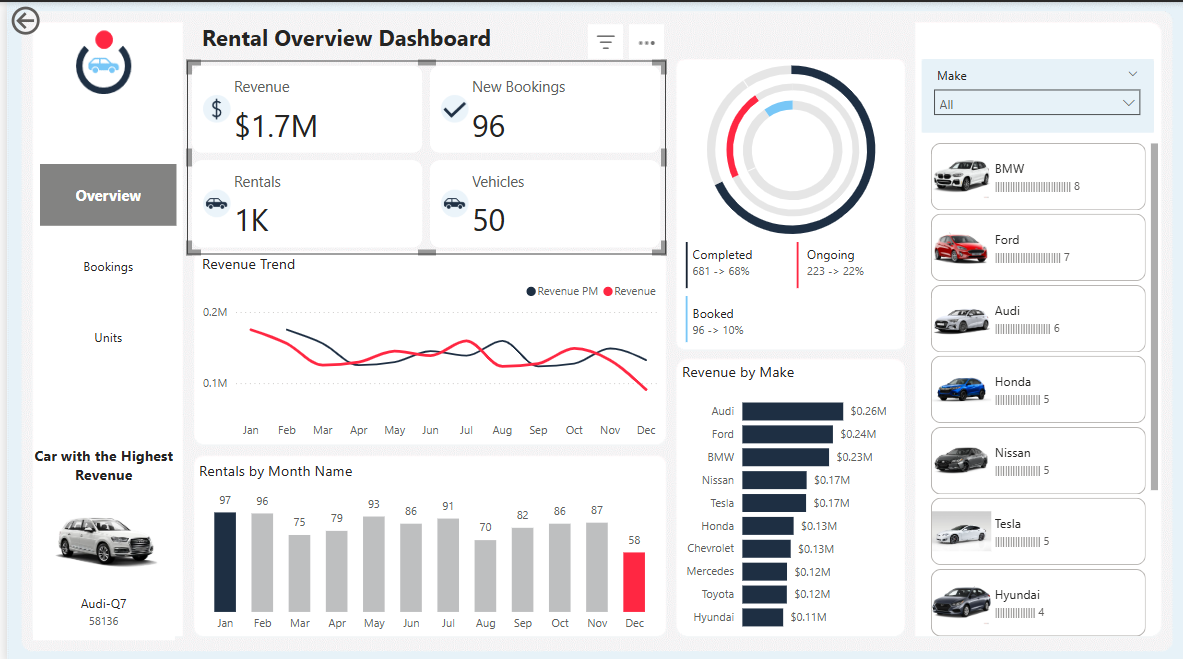 Rental Overview Dashboard
Revenue
$
$1.7M
New Bookings
96
Rentals
1K
Vehicles
50
Overview
Bookings
Units
Car with the Highest
Revenue
Audi-Q7
58136
Revenue Trend
Revenue PM Revenue
0.2M
0.1M
Jan Feb Mar Apr May Jun Jul Aug Sep Oct Nov Dec
Rentals by Month Name
97 96 75 79 93 86 91 70 82 86 87 58
Jan Feb Mar Apr May Jun Jul Aug Sep Oct Nov Dec
Completed
681 -> 68%
Ongoing
223 -> 22%
Booked
96 -> 10%
Revenue by Make
Audi $0.26M
Ford $0.24M
BMW $0.23M
Nissan $0.17M
Tesla $0.17M
Honda $0.13M
Chevrolet $0.13M
Mercedes $0.12M
Toyota $0.12M
Hyundai $0.11M
Make
All
BMW
8
Ford
7
Audi
6
Honda
5
Nissan
5
Tesla
5
Hyundai
4